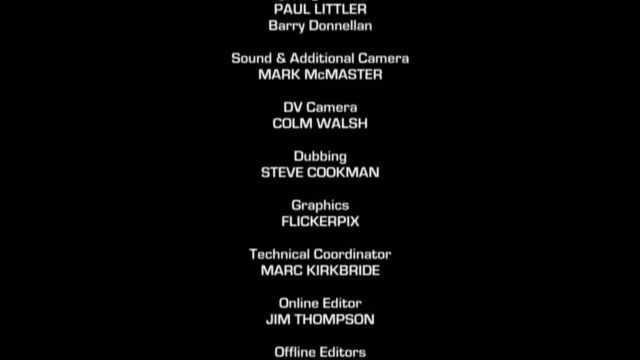 PAUL LITTLER
Barry Donnellan
Sound & Additional Camera
MARK McMASTER
DV Camera
COLM WALSH
Dubbing
STEVE COOKMAN
Graphics
FLICKERPIX
Technical Coordinator
MARC KIRKBRIDE
Online Editor
JIM THOMPSON
Offline Editors